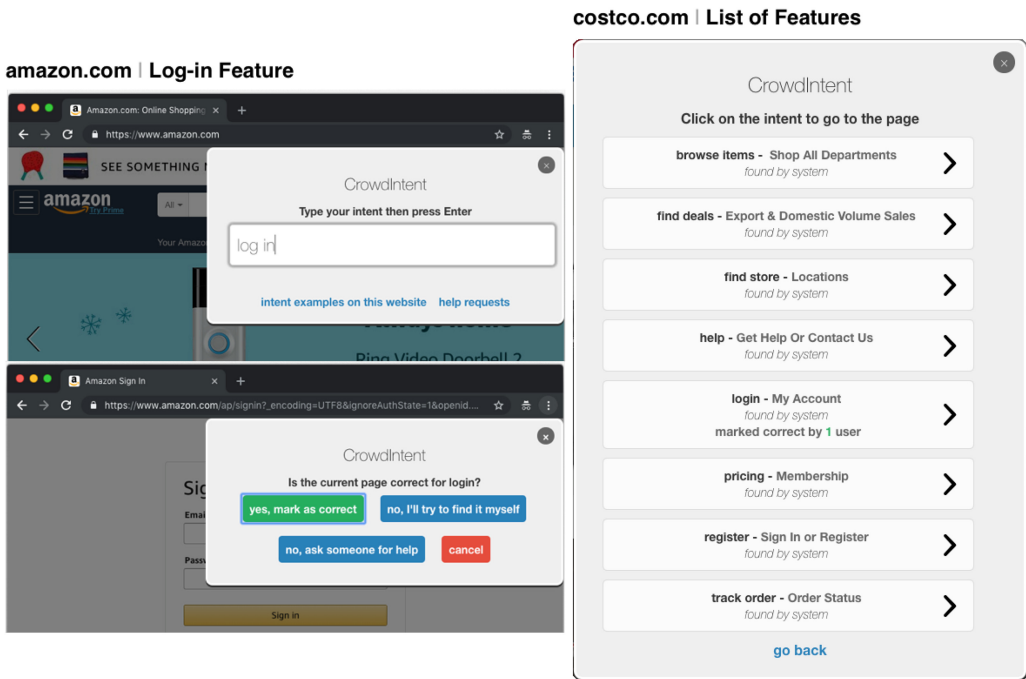 costco.com | List of Features
amazon.com | Log-in Feature
Amazon.com: Online Shopping
https://www.amazon.com
SEE SOMETHING
amazon
Try Prime
All
Your Amazo
CrowdIntent
Type your intent then press Enter
log in
intent examples on this website help requests
Ring Video Doorbell 2
Amazon Sign In
https://www.amazon.com/ap/signin?_encoding=UTF8&ignoreAuthState=1&openid....
CrowdIntent
Is the current page correct for login?
yes, mark as correct no, I'll try to find it myself
no, ask someone for help cancel
Sig
Emai
Passw
Sign in
CrowdIntent
Click on the intent to go to the page
browse items - Shop All Departments
found by system
find deals - Export & Domestic Volume Sales
found by system
find store - Locations
found by system
help - Get Help Or Contact Us
found by system
login - My Account
found by system
marked correct by 1 user
pricing - Membership
found by system
register - Sign In or Register
found by system
track order - Order Status
found by system
go back